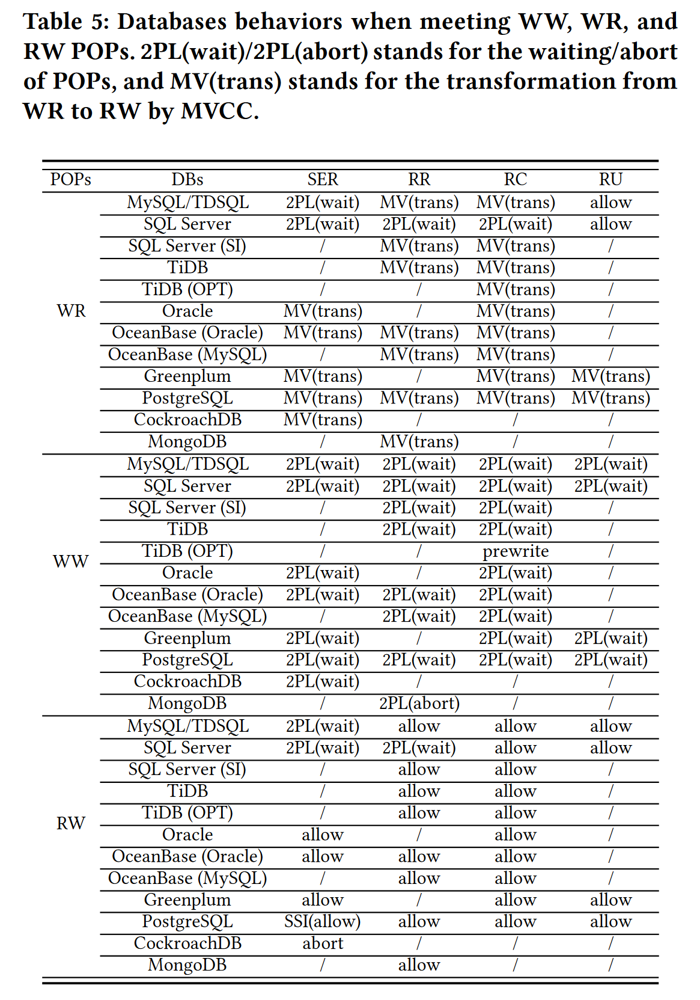 Table 5: Databases behaviors when meeting WW, WR, and
RW POPs. 2PL(wait)/2PL(abort) stands for the waiting/abort
of POPs, and MV(trans) stands for the transformation from
WR to RW by MVCC.
POPs DBs SER RR RC RU
MySQL/TDSQL 2PL(wait) MV(trans) MV(trans) allow
SQL Server 2PL(wait) 2PL(wait) 2PL(wait) allow
SQL Server (SI) / MV(trans) MV(trans) /
TiDB / MV(trans) MV(trans) /
TiDB (OPT) / / MV(trans) /
WR Oracle MV(trans) / MV(trans) /
OceanBase (Oracle) MV(trans) MV(trans) MV(trans) /
OceanBase (MySQL) / MV(trans) MV(trans) /
Greenplum MV(trans) / MV(trans) MV(trans)
PostgreSQL MV(trans) MV(trans) MV(trans) MV(trans)
CockroachDB MV(trans) / / /
MongoDB / MV(trans) / /
MySQL/TDSQL 2PL(wait) 2PL(wait) 2PL(wait) 2PL(wait)
SQL Server 2PL(wait) 2PL(wait) 2PL(wait) 2PL(wait)
SQL Server (SI) / 2PL(wait) 2PL(wait) /
TiDB / 2PL(wait) 2PL(wait) /
TiDB (OPT) / / prewrite /
WW Oracle 2PL(wait) / 2PL(wait) /
OceanBase (Oracle) 2PL(wait) 2PL(wait) 2PL(wait) /
OceanBase (MySQL) / 2PL(wait) 2PL(wait) /
Greenplum 2PL(wait) / 2PL(wait) 2PL(wait)
PostgreSQL 2PL(wait) 2PL(wait) 2PL(wait) 2PL(wait)
CockroachDB 2PL(wait) / / /
MongoDB / 2PL(abort) / /
MySQL/TDSQL 2PL(wait) allow allow allow
SQL Server 2PL(wait) 2PL(wait) allow allow
SQL Server (SI) / allow allow /
TiDB / allow allow /
TiDB (OPT) / allow allow /
RW Oracle allow / allow /
OceanBase (Oracle) allow allow allow /
OceanBase (MySQL) / allow allow /
Greenplum allow / allow allow
PostgreSQL SSI(allow) allow allow allow
CockroachDB abort / / /
MongoDB / allow / /